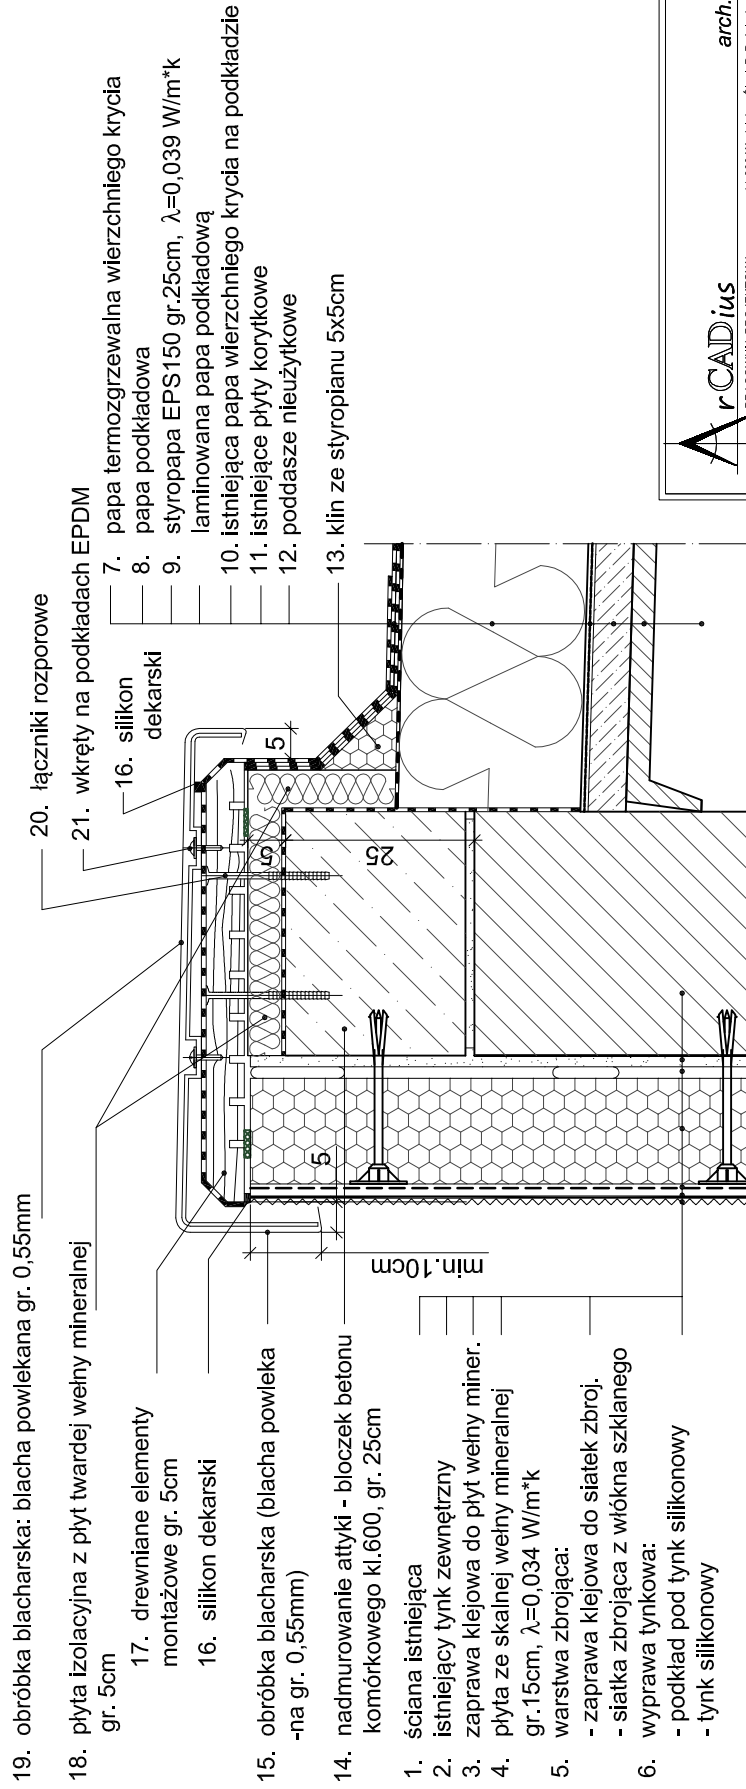 19. obróbka blacharska: blacha powlekana gr. 0,55mm
18. płyta izolacyjna z płyt twardej wełny mineralnej
gr. 5cm
17. drewniane elementy
montażowe gr. 5cm
16. silikon dekarski
15. obróbka blacharska (blacha powleka
-na gr. 0,55mm)
14. nadmurowanie attyki - bloczek betonu
komórkowego kl.600, gr. 25cm
1. ściana istniejąca
2. istniejący tynk zewnętrzny
3. zaprawa klejowa do płyt wełny miner.
4. płyta ze skalnej wełny mineralnej
gr.15cm, λ=0,034 W/m*k
5. warstwa zbrojąca:
- zaprawa klejowa do siatek zbroj.
- siatka zbrojąca z włókna szklanego
6. wyprawa tynkowa:
- podkład pod tynk silikonowy
- tynk silikonowy
min.10cm
5
5
25
5
20. łączniki rozporowe
21. wkręty na podkładach EPDM
16. silikon
dekarski
7. papa termozgrzewalna wierzchniego krycia
8. papa podkładowa
9. styropapa EPS150 gr.25cm, λ=0,039 W/m*k
laminowana papa podkładową
10. istniejąca papa wierzchniego krycia na podkładzie
11. istniejące płyty korytkowe
12. poddasze nieużytkowe
13. klin ze styropianu 5x5cm
ArCADius
arch.